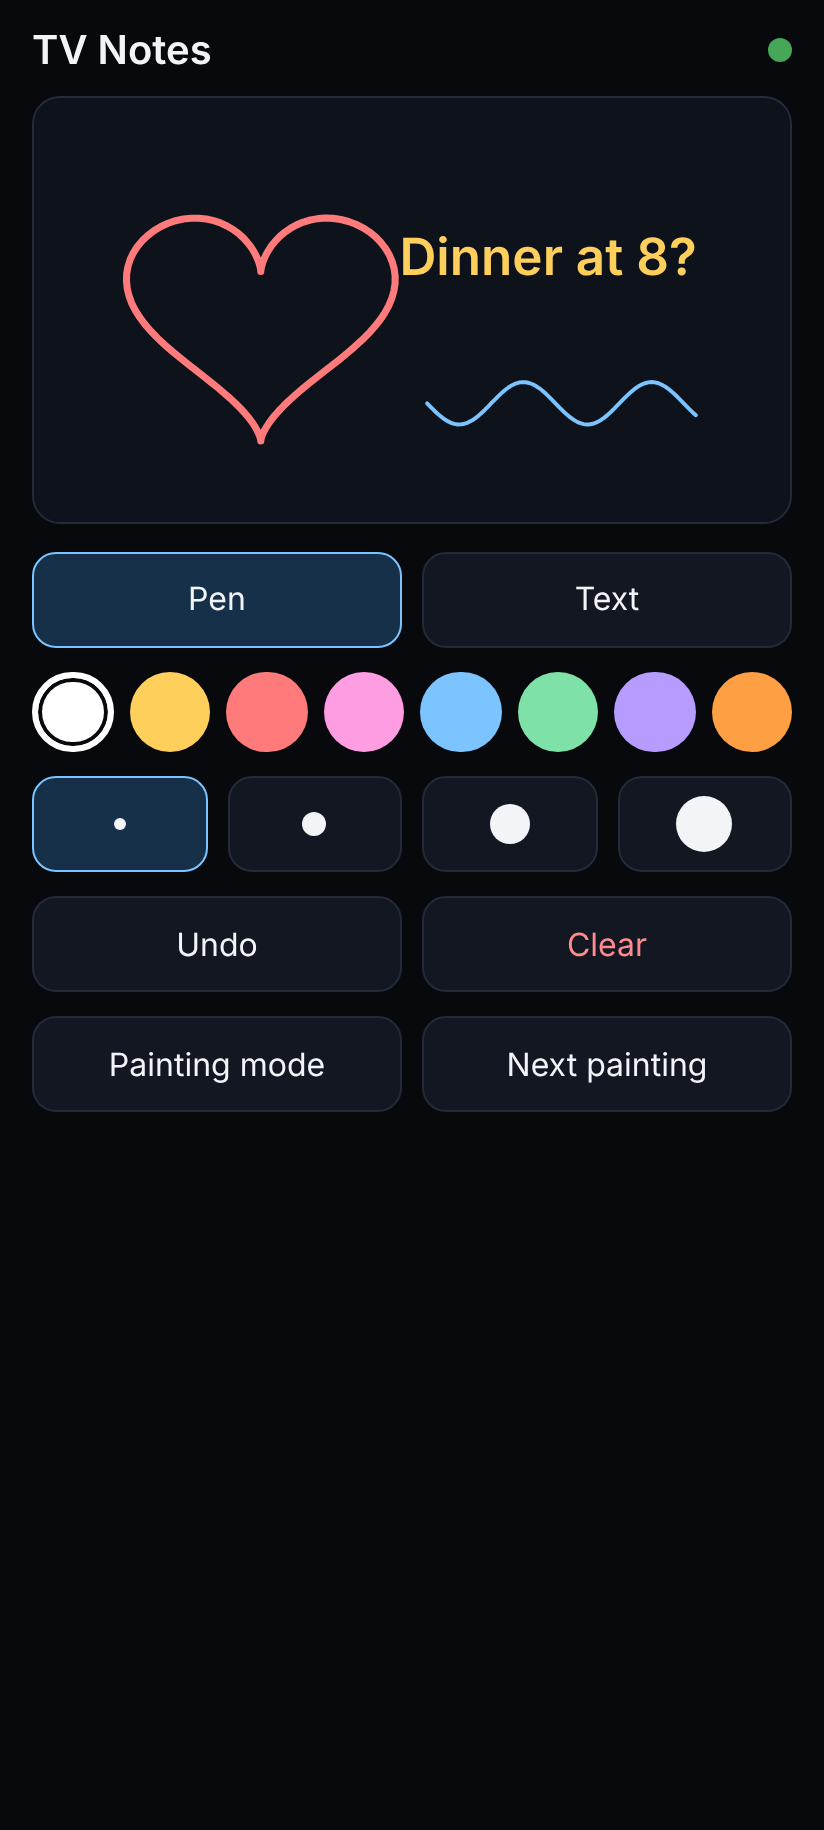 TV Notes
Dinner at 8?
Pen Text
Undo Clear
Painting mode Next painting